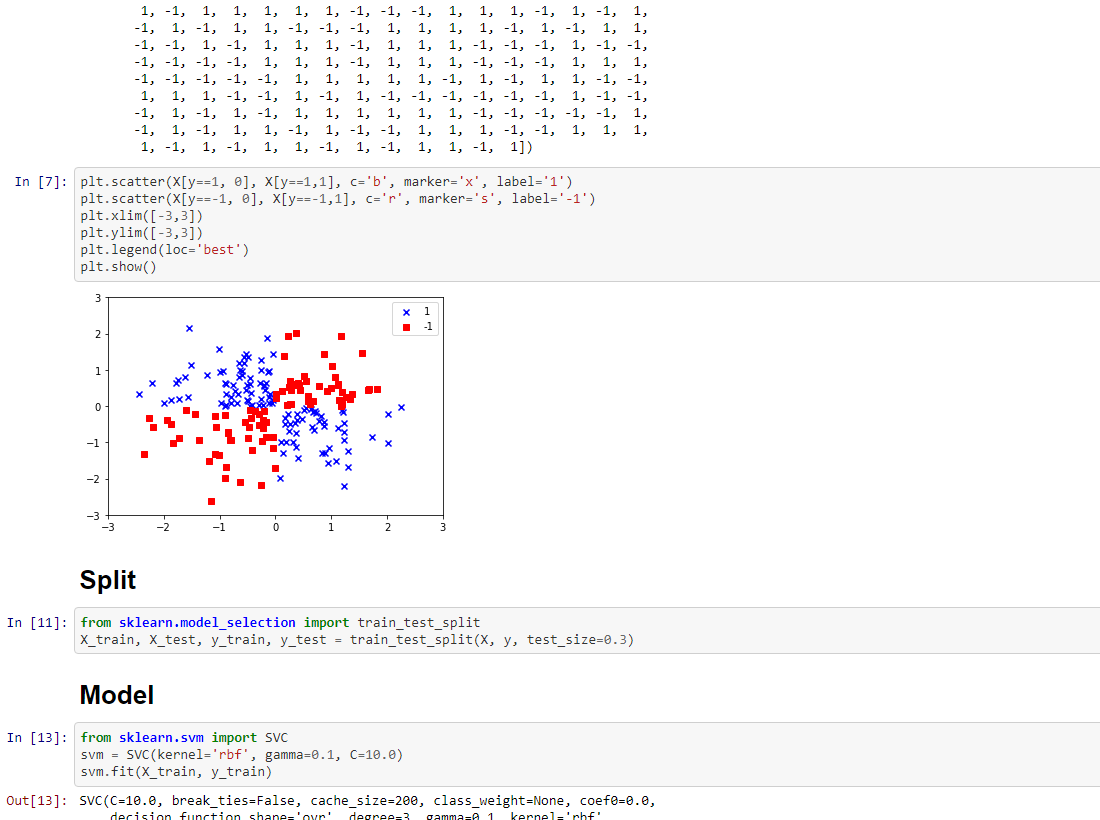 1, -1,  1,  1,  1,  1,  1, -1, -1, -1,  1,  1,  1, -1,  1, -1,  1,
-1,  1, -1,  1,  1, -1, -1, -1,  1,  1,  1, -1, -1,  1, -1,  1,  1,
-1, -1,  1, -1,  1,  1,  1, -1,  1,  1,  1, -1, -1,  1,  1, -1, -1,
-1, -1, -1, -1,  1,  1,  1, -1,  1,  1,  1, -1, -1, -1,  1,  1,  1,
-1, -1, -1, -1, -1,  1,  1,  1,  1,  1, -1,  1, -1,  1,  1, -1, -1,
1,  1,  1, -1, -1,  1, -1,  1, -1, -1, -1, -1, -1, -1,  1, -1,  1,
-1,  1, -1,  1,  1,  1,  1, -1,  1,  1,  1,  1, -1, -1, -1, -1,  1,
-1,  1, -1,  1,  1, -1,  1, -1, -1,  1,  1,  1, -1, -1,  1,  1,  1,
1, -1,  1, -1,  1,  1, -1,  1, -1,  1,  1, -1,  1])
In [7]: plt.scatter(X[y==1, 0], X[y==1,1], c='b', marker='x', label='1')
plt.scatter(X[y==-1, 0], X[y==-1,1], c='r', marker='s', label='-1')
plt.xlim([-3,3])
plt.ylim([-3,3])
plt.legend(loc='best')
plt.show()
3
1
-1
2
1
0
−1
−2
−3
−3 −2 −1 0 1 2 3
Split
In [11]: from sklearn.model_selection import train_test_split
X_train, X_test, y_train, y_test = train_test_split(X, y, test_size=0.3)
Model
In [13]: from sklearn.svm import SVC
svm = SVC(kernel='rbf', gamma=0.1, C=10.0)
svm.fit(X_train, y_train)
Out[13]: SVC(C=10.0, break_ties=False, cache_size=200, class_weight=None, coef0=0.0,
decision_function_shape='ovr', degree=3, gamma=0.1, kernel='rbf',